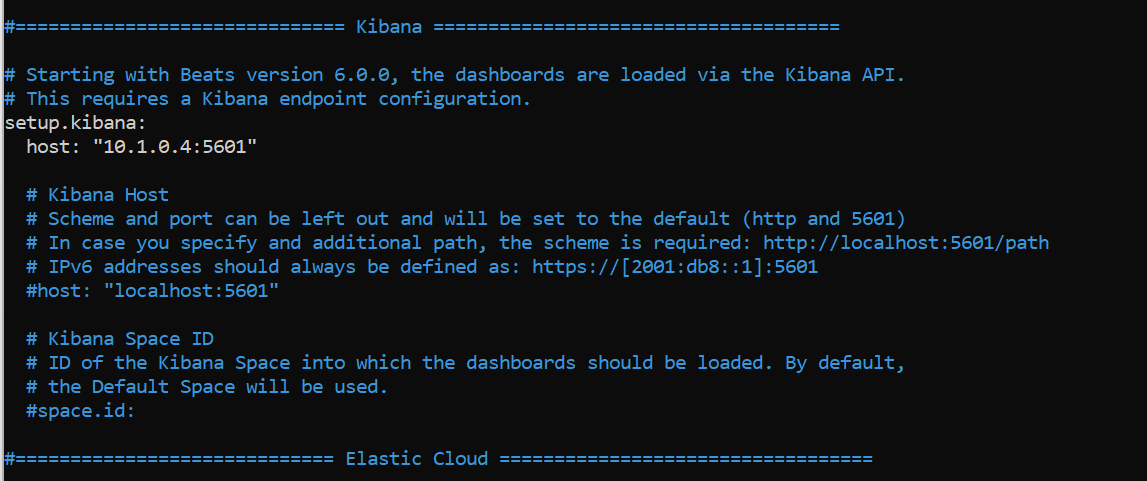 #============================== Kibana =====================================
# Starting with Beats version 6.0.0, the dashboards are loaded via the Kibana API.
# This requires a Kibana endpoint configuration.
setup.kibana:
  host: "10.1.0.4:5601"
  # Kibana Host
  # Scheme and port can be left out and will be set to the default (http and 5601)
  # In case you specify and additional path, the scheme is required: http://localhost:5601/path
  # IPv6 addresses should always be defined as: https://[2001:db8::1]:5601
  #host: "localhost:5601"
  # Kibana Space ID
  # ID of the Kibana Space into which the dashboards should be loaded. By default,
  # the Default Space will be used.
  #space.id:
#============================= Elastic Cloud ==================================